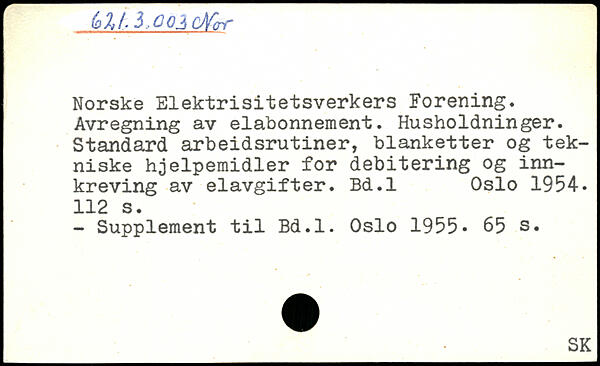 621.3.003 Nor
Norske Elektrisitetsverkers Forening.
Avregning av elabonnement. Husholdninger.
Standard arbeidsrutiner, blanketter og tek-
niske hjelpemidler for debitering og inn-
kreving av elavgifter. Bd.1 Oslo 1954.
112 s.
- Supplement til Bd.1. Oslo 1955. 65 s.
SK